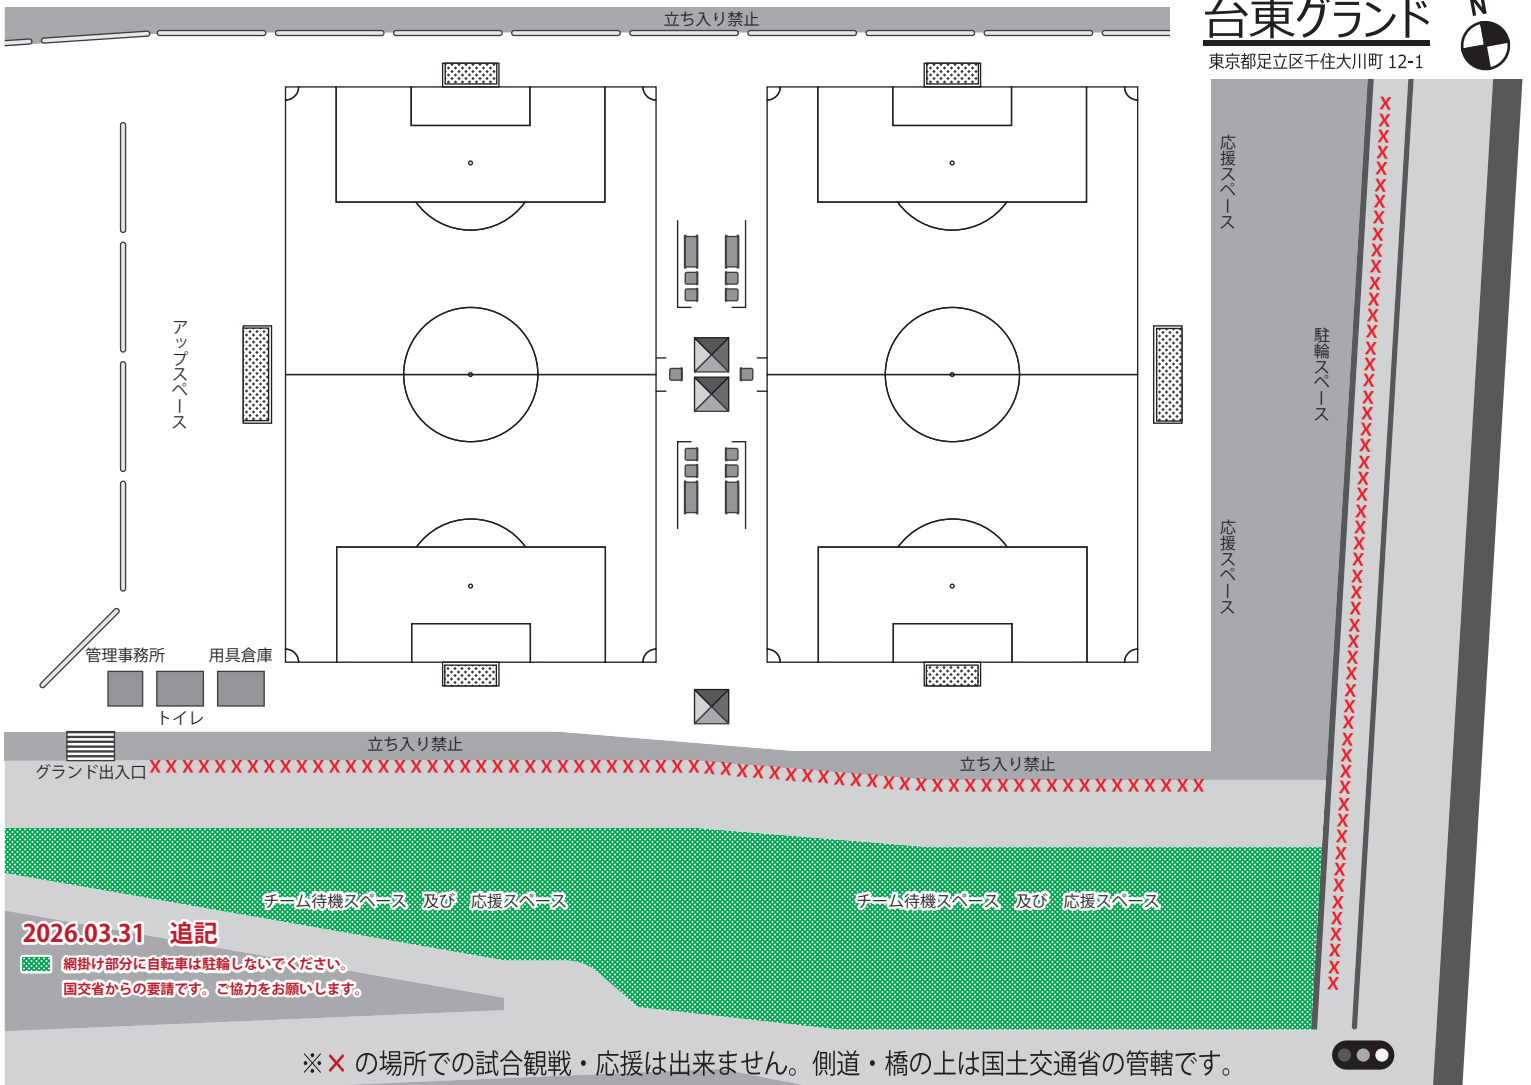 立ち入り禁止
台東グランド
N
東京都足立区千住大川町 12-1
応援スペース
駐輪スペース
アップスペース
応援スペース
管理事務所
用具倉庫
トイレ
立ち入り禁止
立ち入り禁止
グランド出入口
チーム待機スペース 及び 応援スペース
チーム待機スペース 及び 応援スペース
2026.03.31 追記
網掛け部分に自転車は駐輪しないでください。
国交省からの要請です。ご協力をお願いします。
※× の場所での試合観戦・応援は出来ません。側道・橋の上は国土交通省の管轄です。